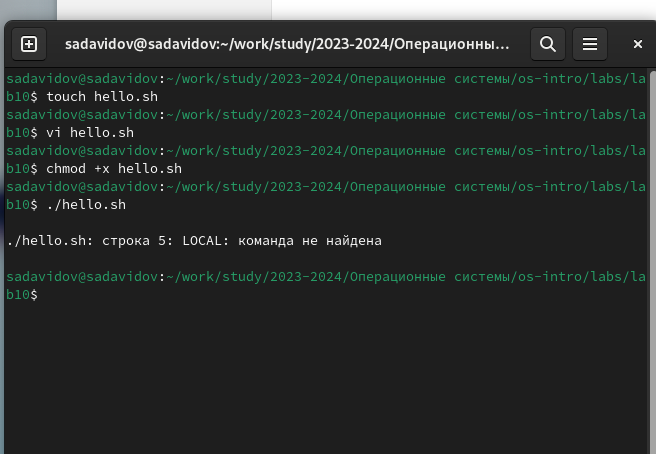 sadavidov@sadavidov:~/work/study/2023-2024/Операционны...
sadavidov@sadavidov:~/work/study/2023-2024/Операционные системы/os-intro/labs/la
b10$ touch hello.sh
sadavidov@sadavidov:~/work/study/2023-2024/Операционные системы/os-intro/labs/la
b10$ vi hello.sh
sadavidov@sadavidov:~/work/study/2023-2024/Операционные системы/os-intro/labs/la
b10$ chmod +x hello.sh
sadavidov@sadavidov:~/work/study/2023-2024/Операционные системы/os-intro/labs/la
b10$ ./hello.sh
./hello.sh: строка 5: LOCAL: команда не найдена
sadavidov@sadavidov:~/work/study/2023-2024/Операционные системы/os-intro/labs/la
b10$